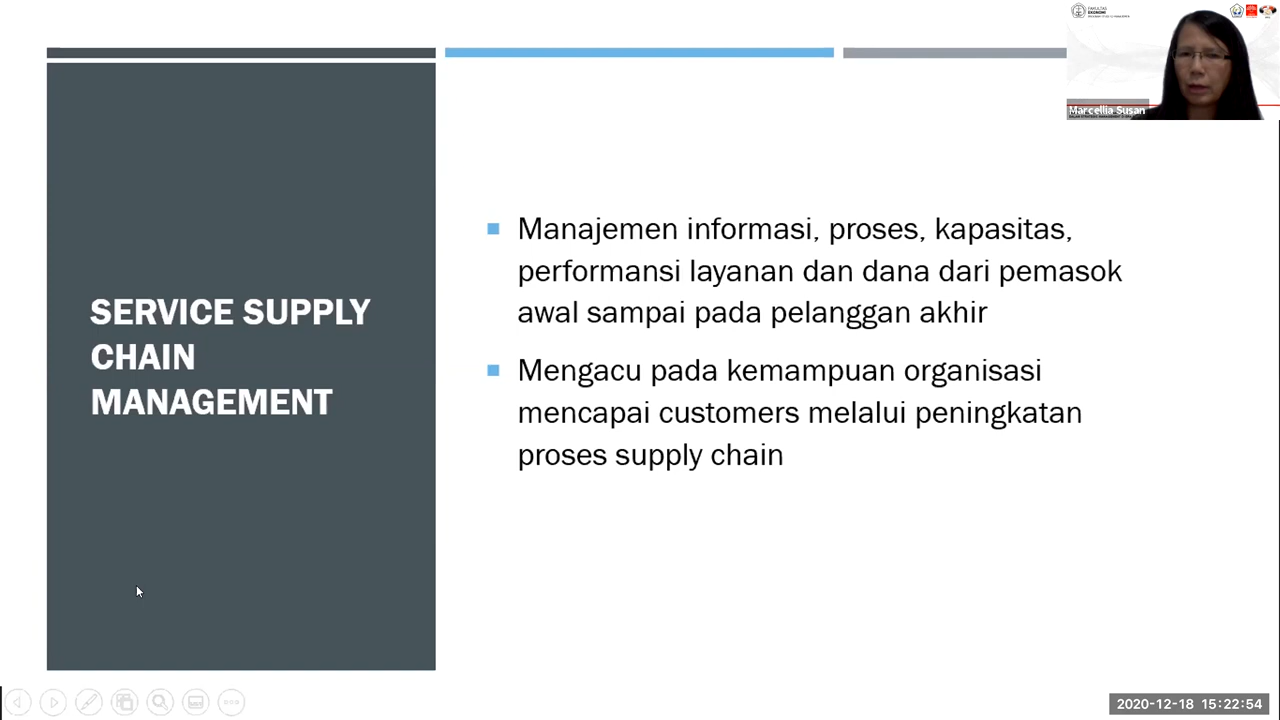 FAKULTAS
EKONOMI
Marcellia Susan
SERVICE SUPPLY
CHAIN
MANAGEMENT
Manajemen informasi, proses, kapasitas,
performansi layanan dan dana dari pemasok
awal sampai pada pelanggan akhir
Mengacu pada kemampuan organisasi
mencapai customers melalui peningkatan
proses supply chain
2020-12-18 15:22:54